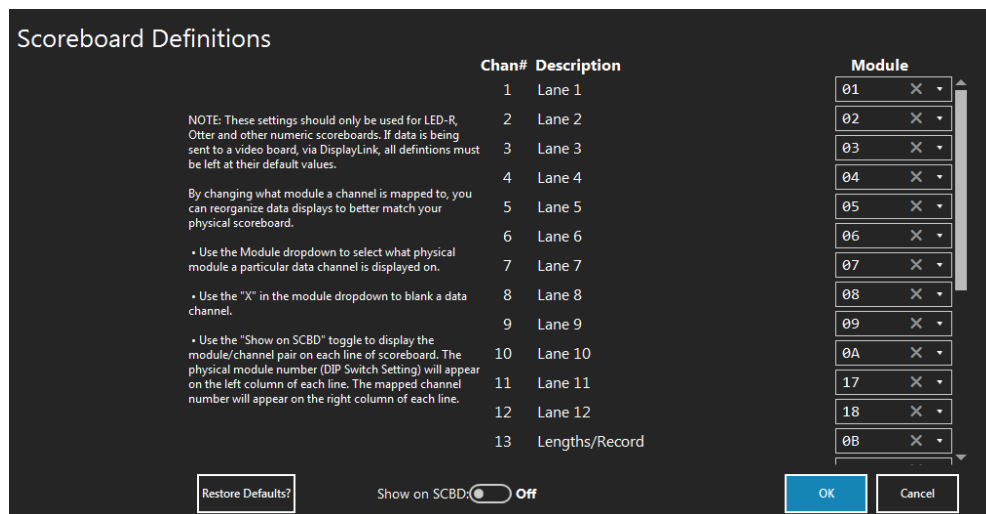 Scoreboard Definitions
Chan# Description Module
1 Lane 1 01
NOTE: These settings should only be used for LED-R,
Otter and other numeric scoreboards. If data is being
sent to a video board, via DisplayLink, all defintions must
be left at their default values.
By changing what module a channel is mapped to, you
can reorganize data displays to better match your
physical scoreboard.
• Use the Module dropdown to select what physical
module a particular data channel is displayed on.
• Use the "X" in the module dropdown to blank a data
channel.
• Use the "Show on SCBD" toggle to display the
module/channel pair on each line of scoreboard. The
physical module number (DIP Switch Setting) will appear
on the left column of each line. The mapped channel
number will appear on the right column of each line.
2 Lane 2 02
3 Lane 3 03
4 Lane 4 04
5 Lane 5 05
6 Lane 6 06
7 Lane 7 07
8 Lane 8 08
9 Lane 9 09
10 Lane 10 0A
11 Lane 11 17
12 Lane 12 18
13 Lengths/Record 0B
Restore Defaults? Show on SCBD: Off OK Cancel